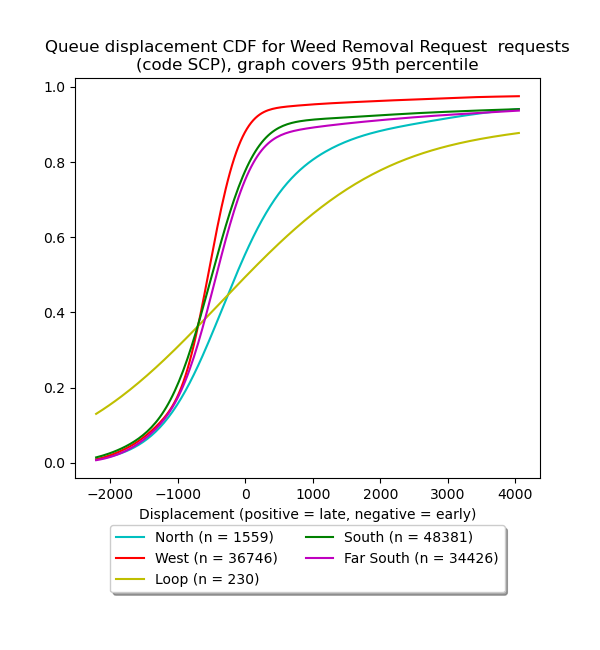 Queue displacement CDF for Weed Removal Request  requests
(code SCP), graph covers 95th percentile
1.0
0.8
0.6
0.4
0.2
0.0
−2000 −1000 0 1000 2000 3000 4000
Displacement (positive = late, negative = early)
North (n = 1559) South (n = 48381)
West (n = 36746) Far South (n = 34426)
Loop (n = 230)